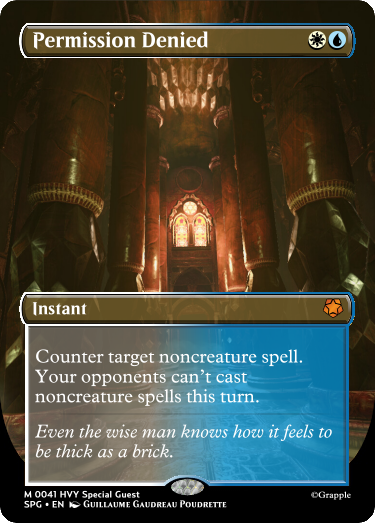 Permission Denied
Instant
Counter target noncreature spell.
Your opponents can't cast
noncreature spells this turn.
Even the wise man knows how it feels to
be thick as a brick.
M 0041 HVY Special Guest
SPG • EN Guillaume Gaudreau Poudrette
©Grapple